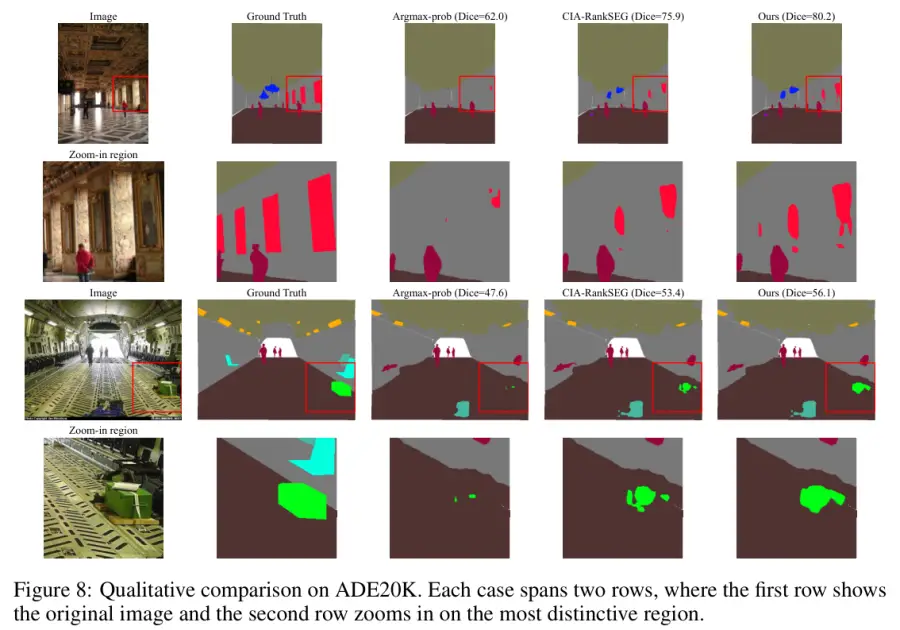 Image Ground Truth Argmax-prob (Dice=62.0) CIA-RankSEG (Dice=75.9) Ours (Dice=80.2)
Zoom-in region
Image Ground Truth Argmax-prob (Dice=47.6) CIA-RankSEG (Dice=53.4) Ours (Dice=56.1)
Zoom-in region
Figure 8: Qualitative comparison on ADE20K. Each case spans two rows, where the first row shows
the original image and the second row zooms in on the most distinctive region.